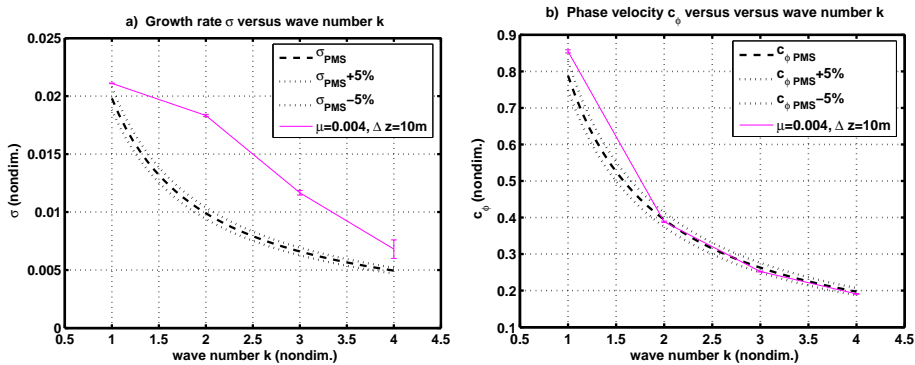 a) Growth rate σ versus wave number k
0.025
0.02
0.015
0.01
0.005
0
σ (nondim.)
0.5 1 1.5 2 2.5 3 3.5 4 4.5
wave number k (nondim.)
σPMS
σPMS+5%
σPMS−5%
μ=0.004, Δ z=10m
b) Phase velocity cϕ versus versus wave number k
0.9
0.8
0.7
0.6
0.5
0.4
0.3
0.2
0.1
cϕ (nondim.)
0.5 1 1.5 2 2.5 3 3.5 4 4.5
wave number k (nondim.)
cϕ PMS
cϕ PMS+5%
cϕ PMS−5%
μ=0.004, Δ z=10m